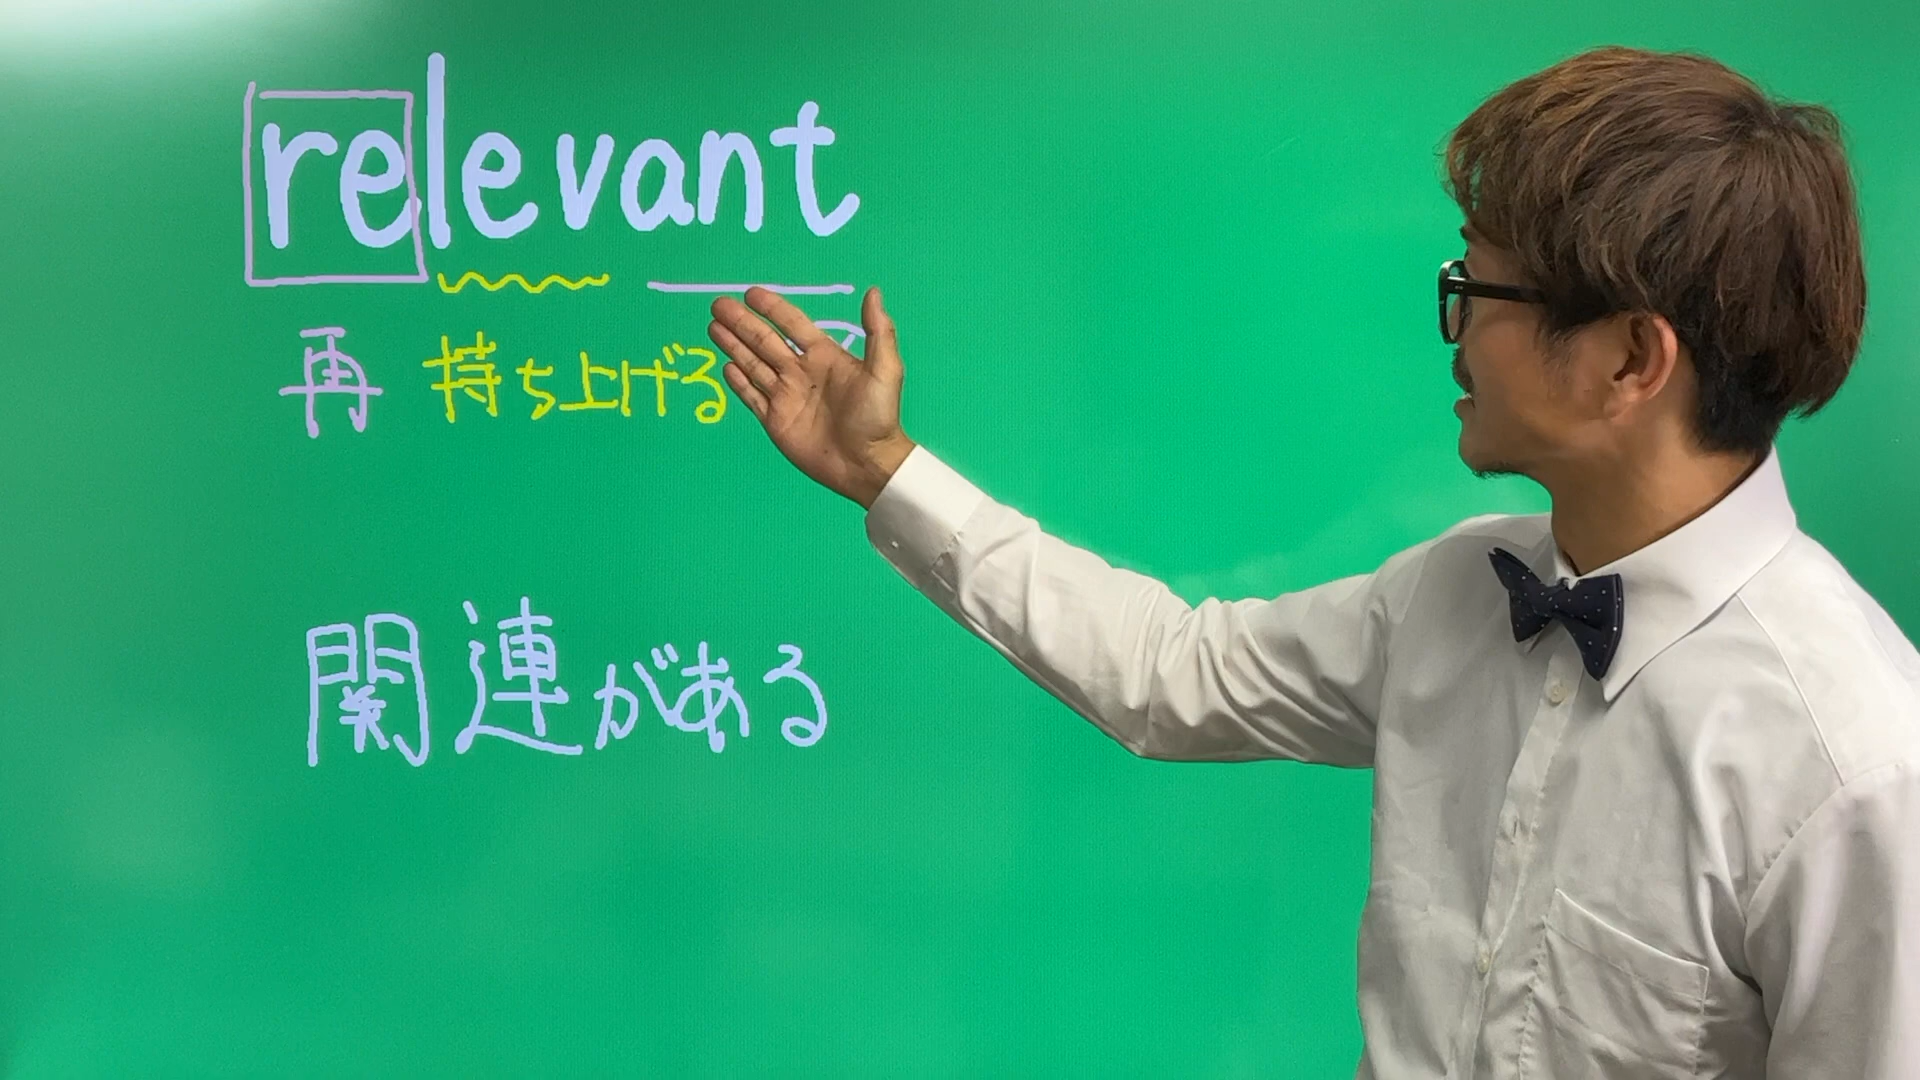 relevant
再 持ち上げる
関連がある